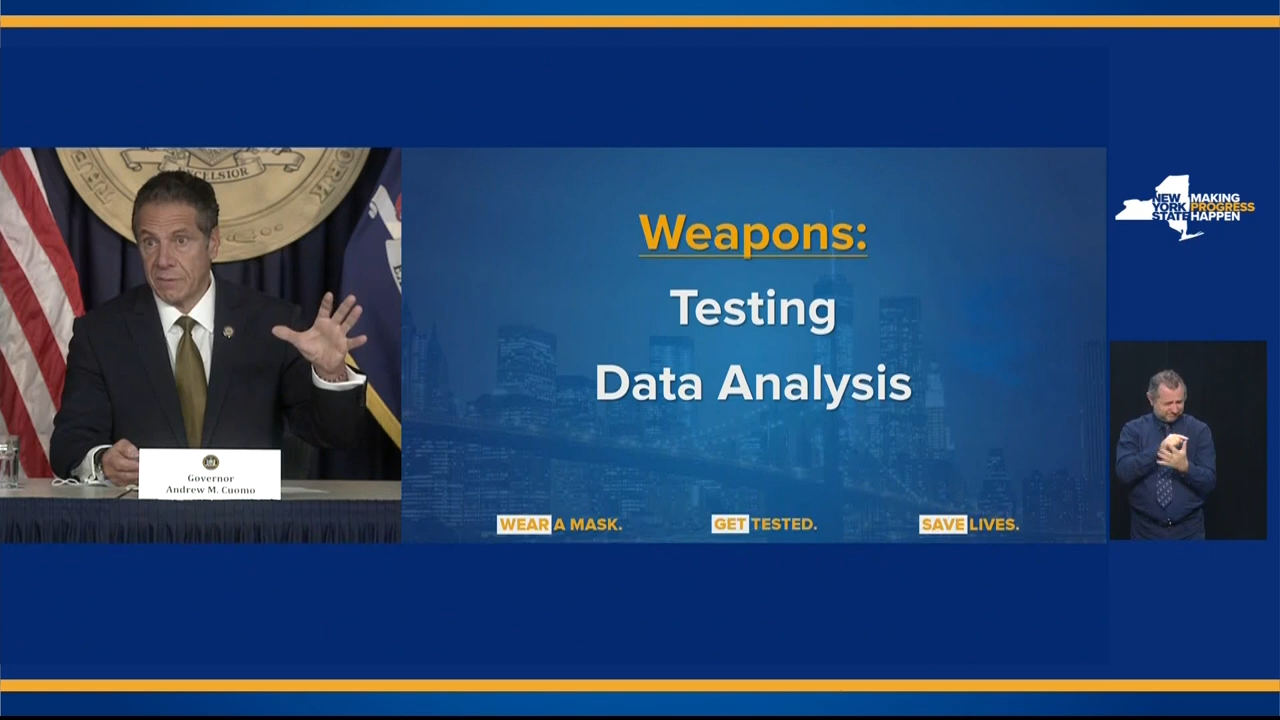 EXCELSIOR
Governor
Andrew M. Cuomo
Weapons:
Testing
Data Analysis
WEAR A MASK.
GET TESTED.
SAVE LIVES.
NEW
YORK
STATE
MAKING
PROGRESS
HAPPEN